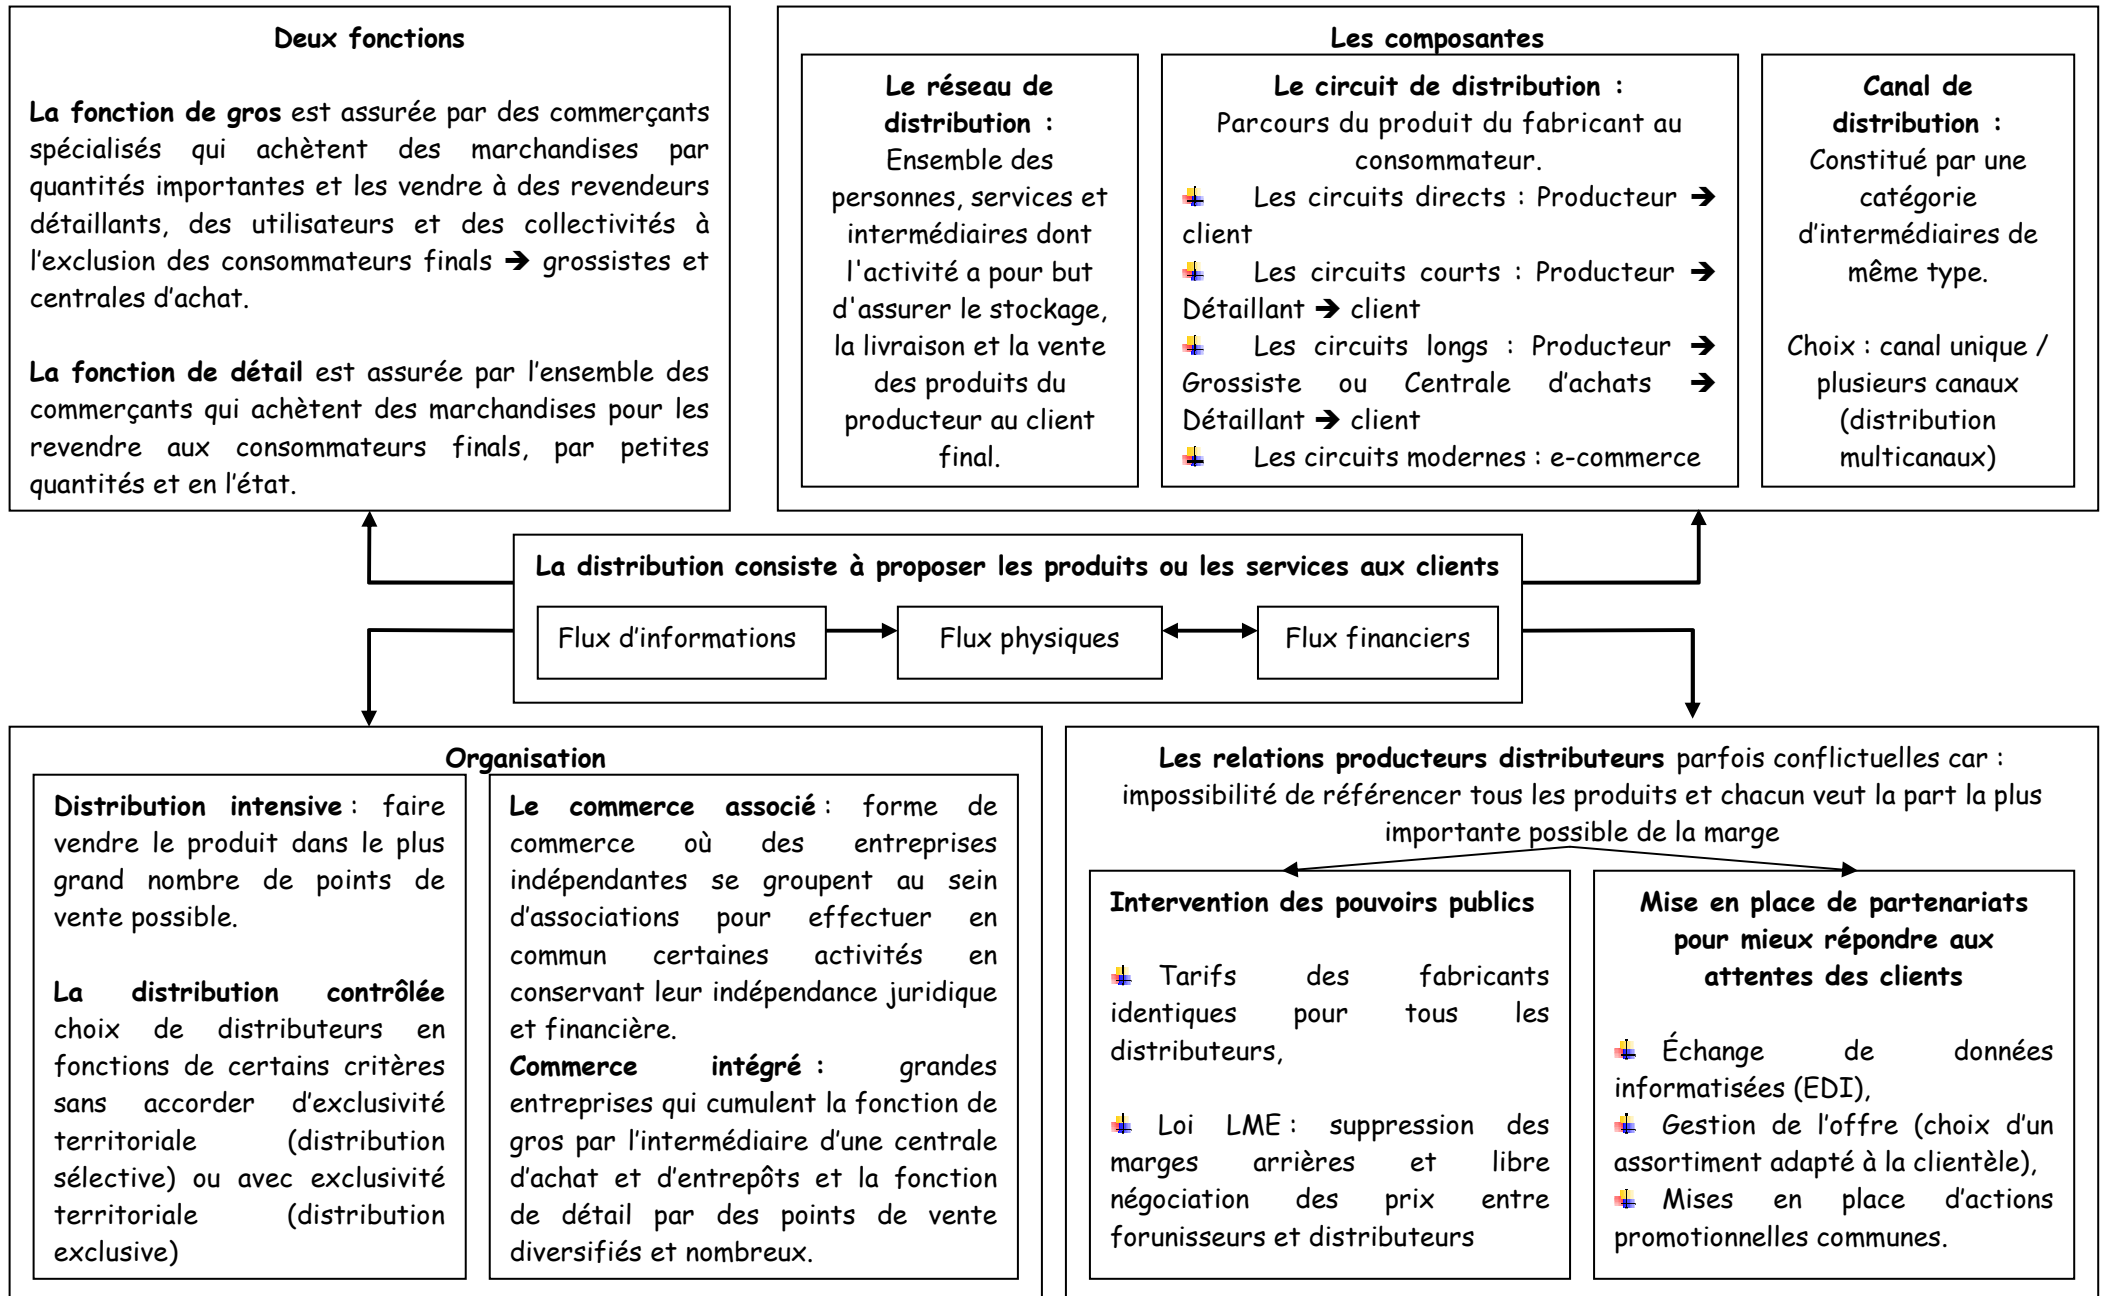 Deux fonctions
La fonction de gros est assurée par des commerçants
spécialisés qui achètent des marchandises par
quantités importantes et les vendre à des revendeurs
détaillants, des utilisateurs et des collectivités à
l'exclusion des consommateurs finals ➔ grossistes et
centrales d'achat.
La fonction de détail est assurée par l'ensemble des
commerçants qui achètent des marchandises pour les
revendre aux consommateurs finals, par petites
quantités et en l'état.
Les composantes
Le réseau de
distribution :
Ensemble des
personnes, services et
intermédiaires dont
l'activité a pour but
d'assurer le stockage,
la livraison et la vente
des produits du
producteur au client
final.
Le circuit de distribution :
Parcours du produit du fabricant au
consommateur.
Les circuits directs : Producteur ➔
client
Les circuits courts : Producteur ➔
Détaillant ➔ client
Les circuits longs : Producteur ➔
Grossiste ou Centrale d'achats ➔
Détaillant ➔ client
Les circuits modernes : e-commerce
Canal de
distribution :
Constitué par une
catégorie
d'intermédiaires de
même type.
Choix : canal unique /
plusieurs canaux
(distribution
multicanaux)
La distribution consiste à proposer les produits ou les services aux clients
Flux d'informations
Flux physiques
Flux financiers
Organisation
Distribution intensive : faire
vendre le produit dans le plus
grand nombre de points de
vente possible.
La distribution contrôlée
choix de distributeurs en
fonctions de certains critères
sans accorder d'exclusivité
territoriale (distribution
sélective) ou avec exclusivité
territoriale (distribution
exclusive)
Le commerce associé : forme de
commerce où des entreprises
indépendantes se groupent au sein
d'associations pour effectuer en
commun certaines activités en
conservant leur indépendance juridique
et financière.
Commerce intégré : grandes
entreprises qui cumulent la fonction de
gros par l'intermédiaire d'une centrale
d'achat et d'entrepôts et la fonction
de détail par des points de vente
diversifiés et nombreux.
Les relations producteurs distributeurs parfois conflictuelles car :
impossibilité de référencer tous les produits et chacun veut la part la plus
importante possible de la marge
Intervention des pouvoirs publics
Tarifs des fabricants
identiques pour tous les
distributeurs,
Loi LME : suppression des
marges arrières et libre
négociation des prix entre
forunisseurs et distributeurs
Mise en place de partenariats
pour mieux répondre aux
attentes des clients
Échange de données
informatisées (EDI),
Gestion de l'offre (choix d'un
assortiment adapté à la clientèle),
Mises en place d'actions
promotionnelles communes.